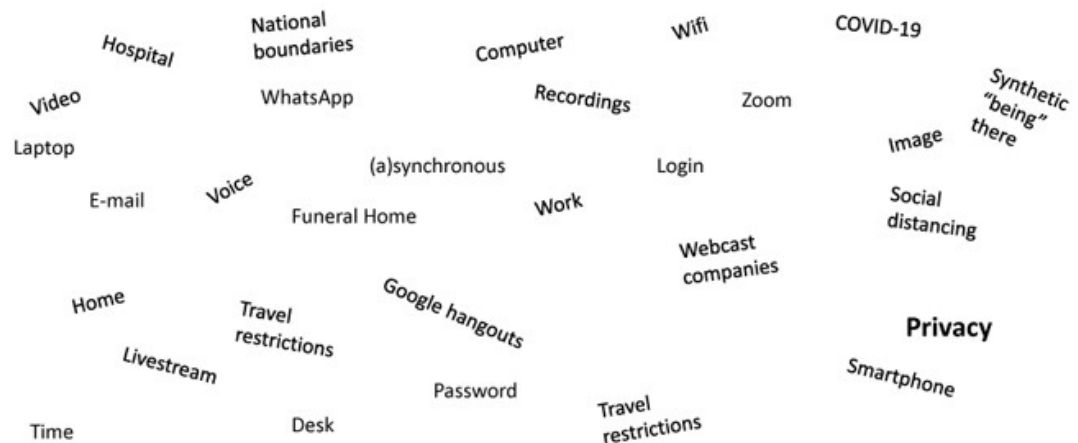 National
boundaries
Hospital
Computer
Wifi
COVID-19
Video
WhatsApp
Recordings
Zoom
Synthetic
“being”
there
Laptop
(a)synchronous
Login
Image
E-mail
Voice
Funeral Home
Work
Social
distancing
Webcast
companies
Home
Travel
restrictions
Google hangouts
Privacy
Livestream
Password
Smartphone
Time
Desk
Travel
restrictions